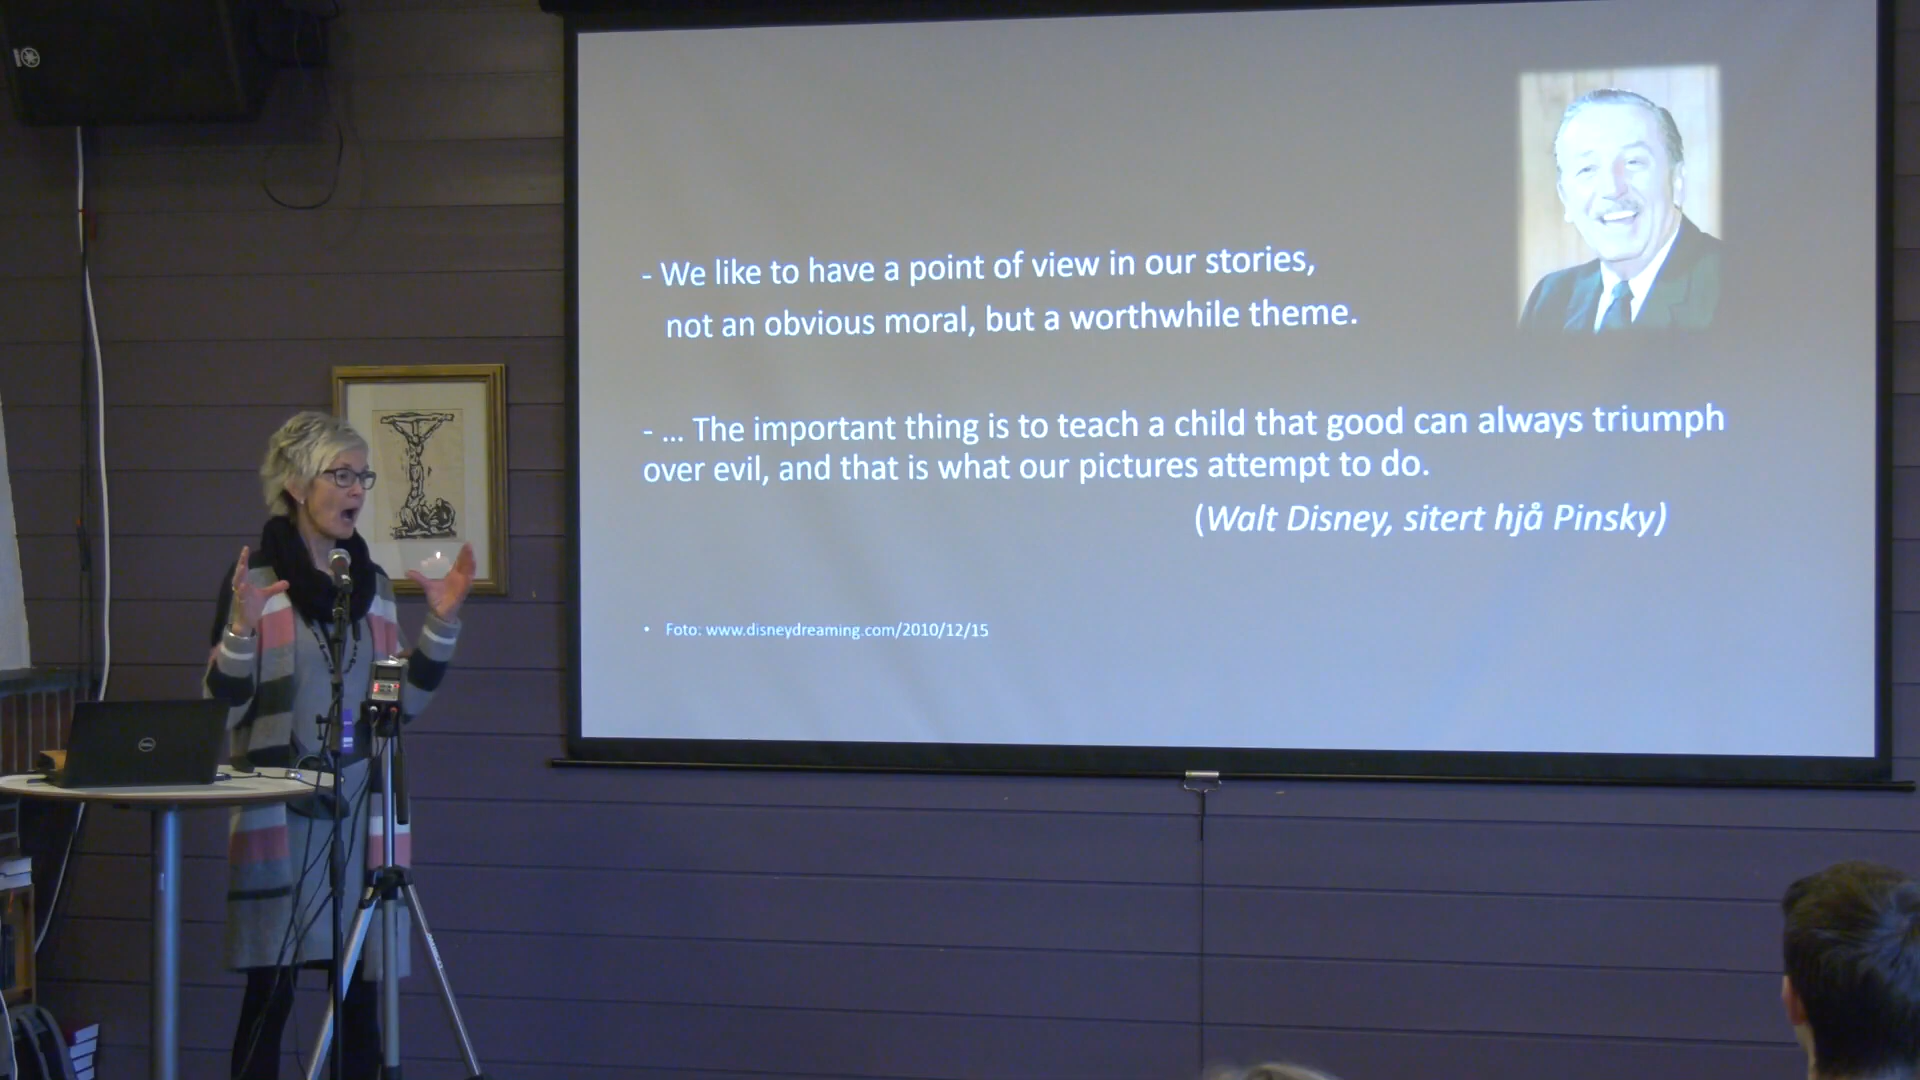 - We like to have a point of view in our stories,
not an obvious moral, but a worthwhile theme.
- ... The important thing is to teach a child that good can always triumph
over evil, and that is what our pictures attempt to do.
(Walt Disney, sitert hjå Pinsky)
• Foto: www.disneydreaming.com/2010/12/15
DELL